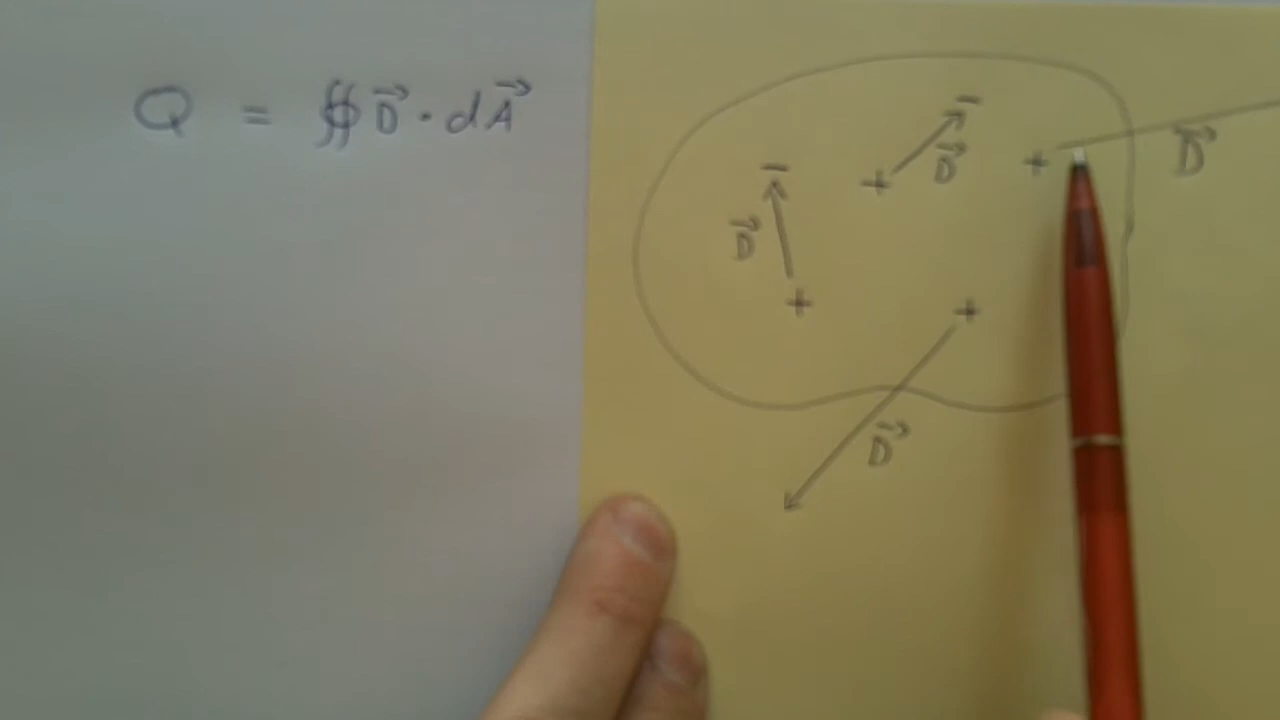 Q = ∯ D⃗ · dA⃗
−
−
+ D⃗
+ D⃗
D⃗
+ +
D⃗